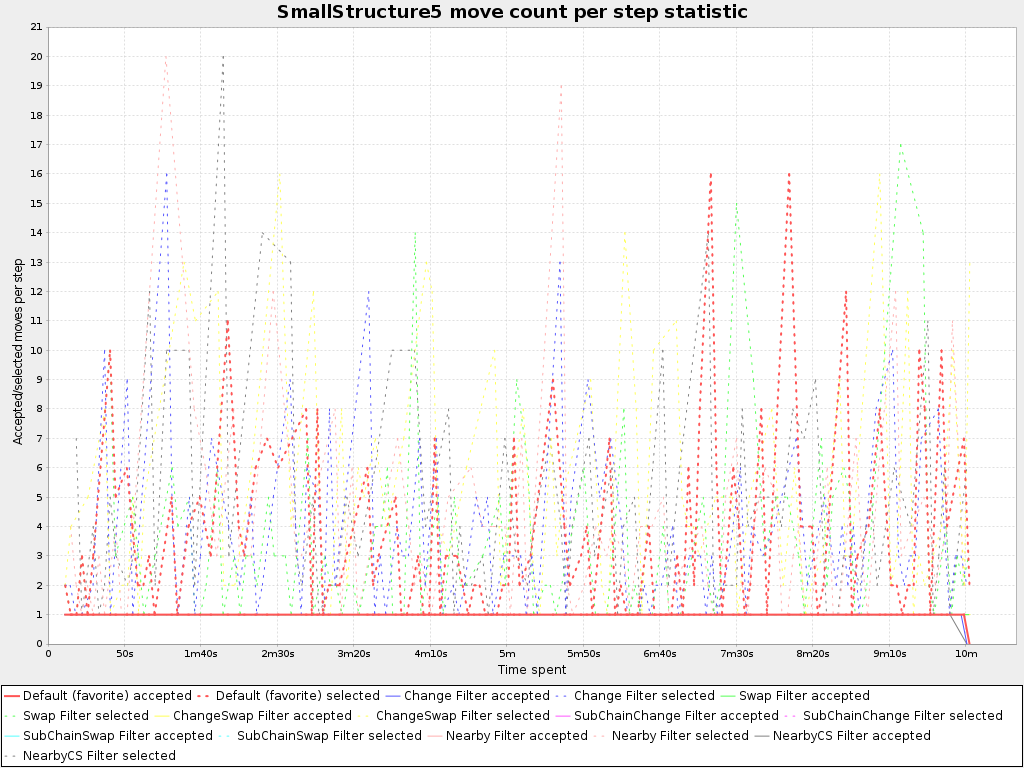 SmallStructure5 move count per step statistic
21
20
19
18
17
16
15
14
13
12
11
10
9
8
7
6
5
4
3
2
1
0
Accepted/selected moves per step
0 50s 1m40s 2m30s 3m20s 4m10s 5m 5m50s 6m40s 7m30s 8m20s 9m10s 10m
Time spent
Default (favorite) accepted Default (favorite) selected Change Filter accepted Change Filter selected Swap Filter accepted
Swap Filter selected ChangeSwap Filter accepted ChangeSwap Filter selected SubChainChange Filter accepted SubChainChange Filter selected
SubChainSwap Filter accepted SubChainSwap Filter selected Nearby Filter accepted Nearby Filter selected NearbyCS Filter accepted
NearbyCS Filter selected